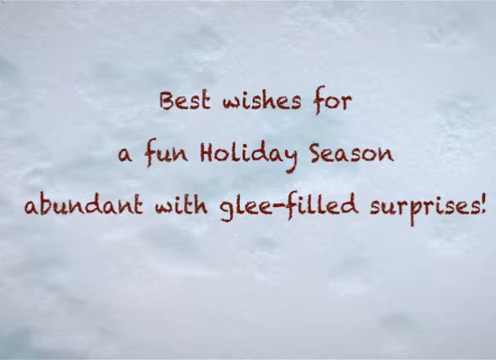 Best wishes for
a fun Holiday Season
abundant with glee-filled surprises!